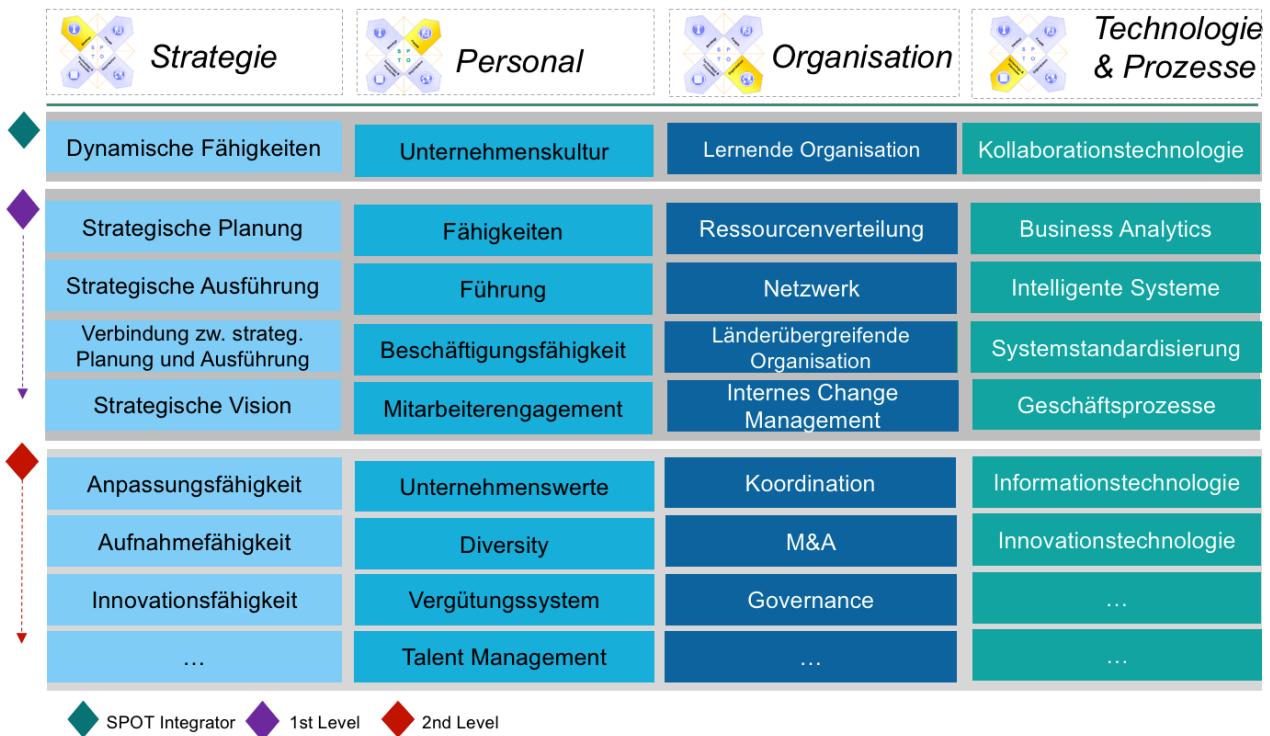 Strategie
Personal
Organisation
Technologie
& Prozesse
Dynamische Fähigkeiten
Unternehmenskultur
Lernende Organisation
Kollaborationstechnologie
Strategische Planung
Fähigkeiten
Ressourcenverteilung
Business Analytics
Strategische Ausführung
Führung
Netzwerk
Intelligente Systeme
Verbindung zw. strateg.
Planung und Ausführung
Beschäftigungsfähigkeit
Länderübergreifende
Organisation
Systemstandardisierung
Strategische Vision
Mitarbeiterengagement
Internes Change
Management
Geschäftsprozesse
Anpassungsfähigkeit
Unternehmenswerte
Koordination
Informationstechnologie
Aufnahmefähigkeit
Diversity
M&A
Innovationstechnologie
Innovationsfähigkeit
Vergütungssystem
Governance
…
…
Talent Management
…
…
SPOT Integrator
1st Level
2nd Level